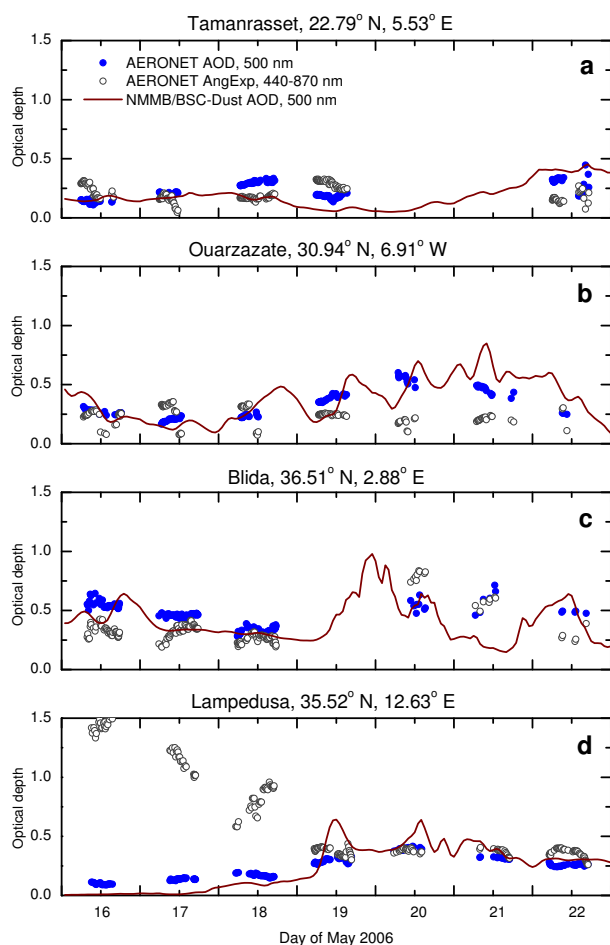 Tamanrasset, 22.79° N, 5.53° E
1.5
AERONET AOD, 500 nm
a
AERONET AngExp, 440-870 nm
NMMB/BSC-Dust AOD, 500 nm
1.0
Optical depth
0.5
0.0
Ouarzazate, 30.94° N, 6.91° W
1.5
b
1.0
Optical depth
0.5
0.0
Blida, 36.51° N, 2.88° E
1.5
c
1.0
Optical depth
0.5
0.0
Lampedusa, 35.52° N, 12.63° E
1.5
d
1.0
Optical depth
0.5
0.0
16 17 18 19 20 21 22
Day of May 2006